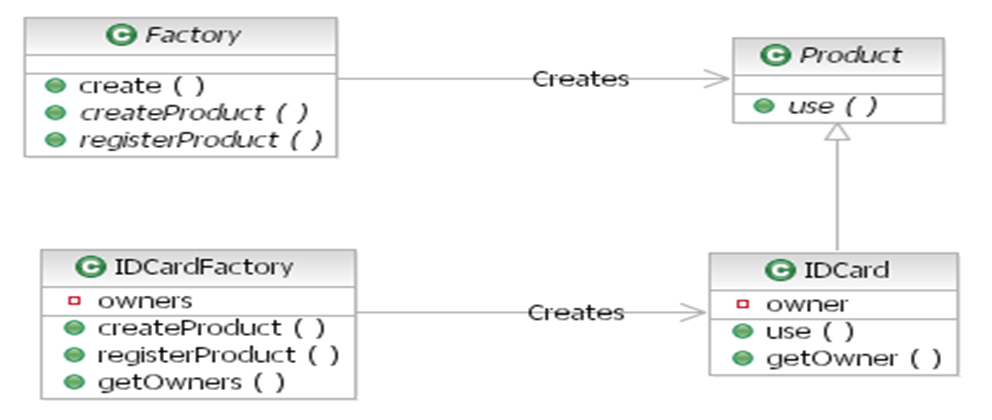 C Factory
create ( )
createProduct ( )
registerProduct ( )
Creates
C Product
use ( )
C IDCardFactory
owners
createProduct ( )
registerProduct ( )
getOwners ( )
Creates
C IDCard
owner
use ( )
getOwner ( )